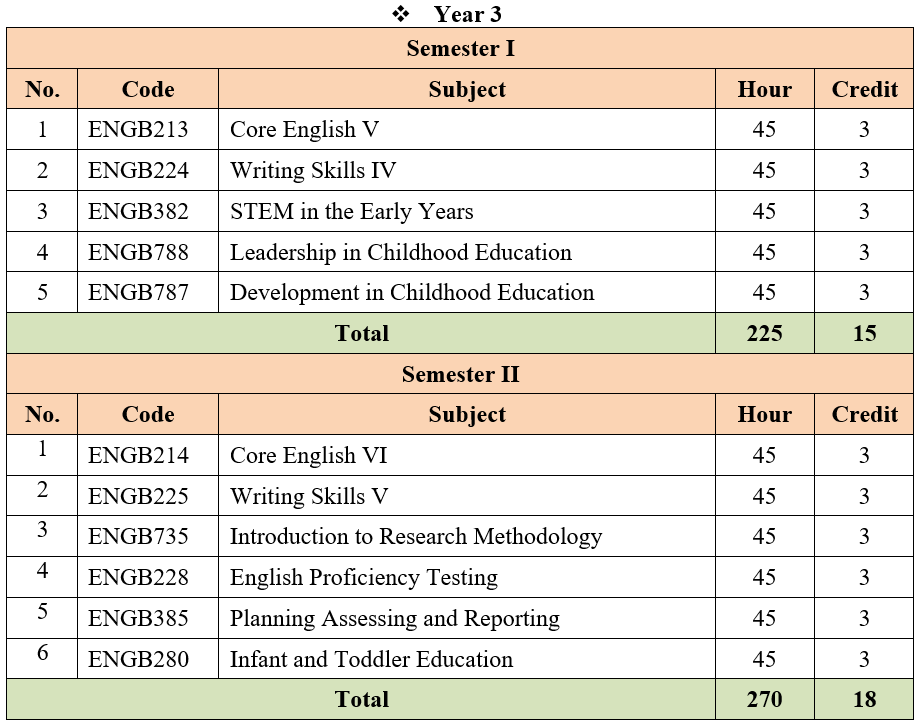 ❖ Year 3
Semester I
No. Code Subject Hour Credit
1 ENGB213 Core English V 45 3
2 ENGB224 Writing Skills IV 45 3
3 ENGB382 STEM in the Early Years 45 3
4 ENGB788 Leadership in Childhood Education 45 3
5 ENGB787 Development in Childhood Education 45 3
Total 225 15
Semester II
No. Code Subject Hour Credit
1 ENGB214 Core English VI 45 3
2 ENGB225 Writing Skills V 45 3
3 ENGB735 Introduction to Research Methodology 45 3
4 ENGB228 English Proficiency Testing 45 3
5 ENGB385 Planning Assessing and Reporting 45 3
6 ENGB280 Infant and Toddler Education 45 3
Total 270 18